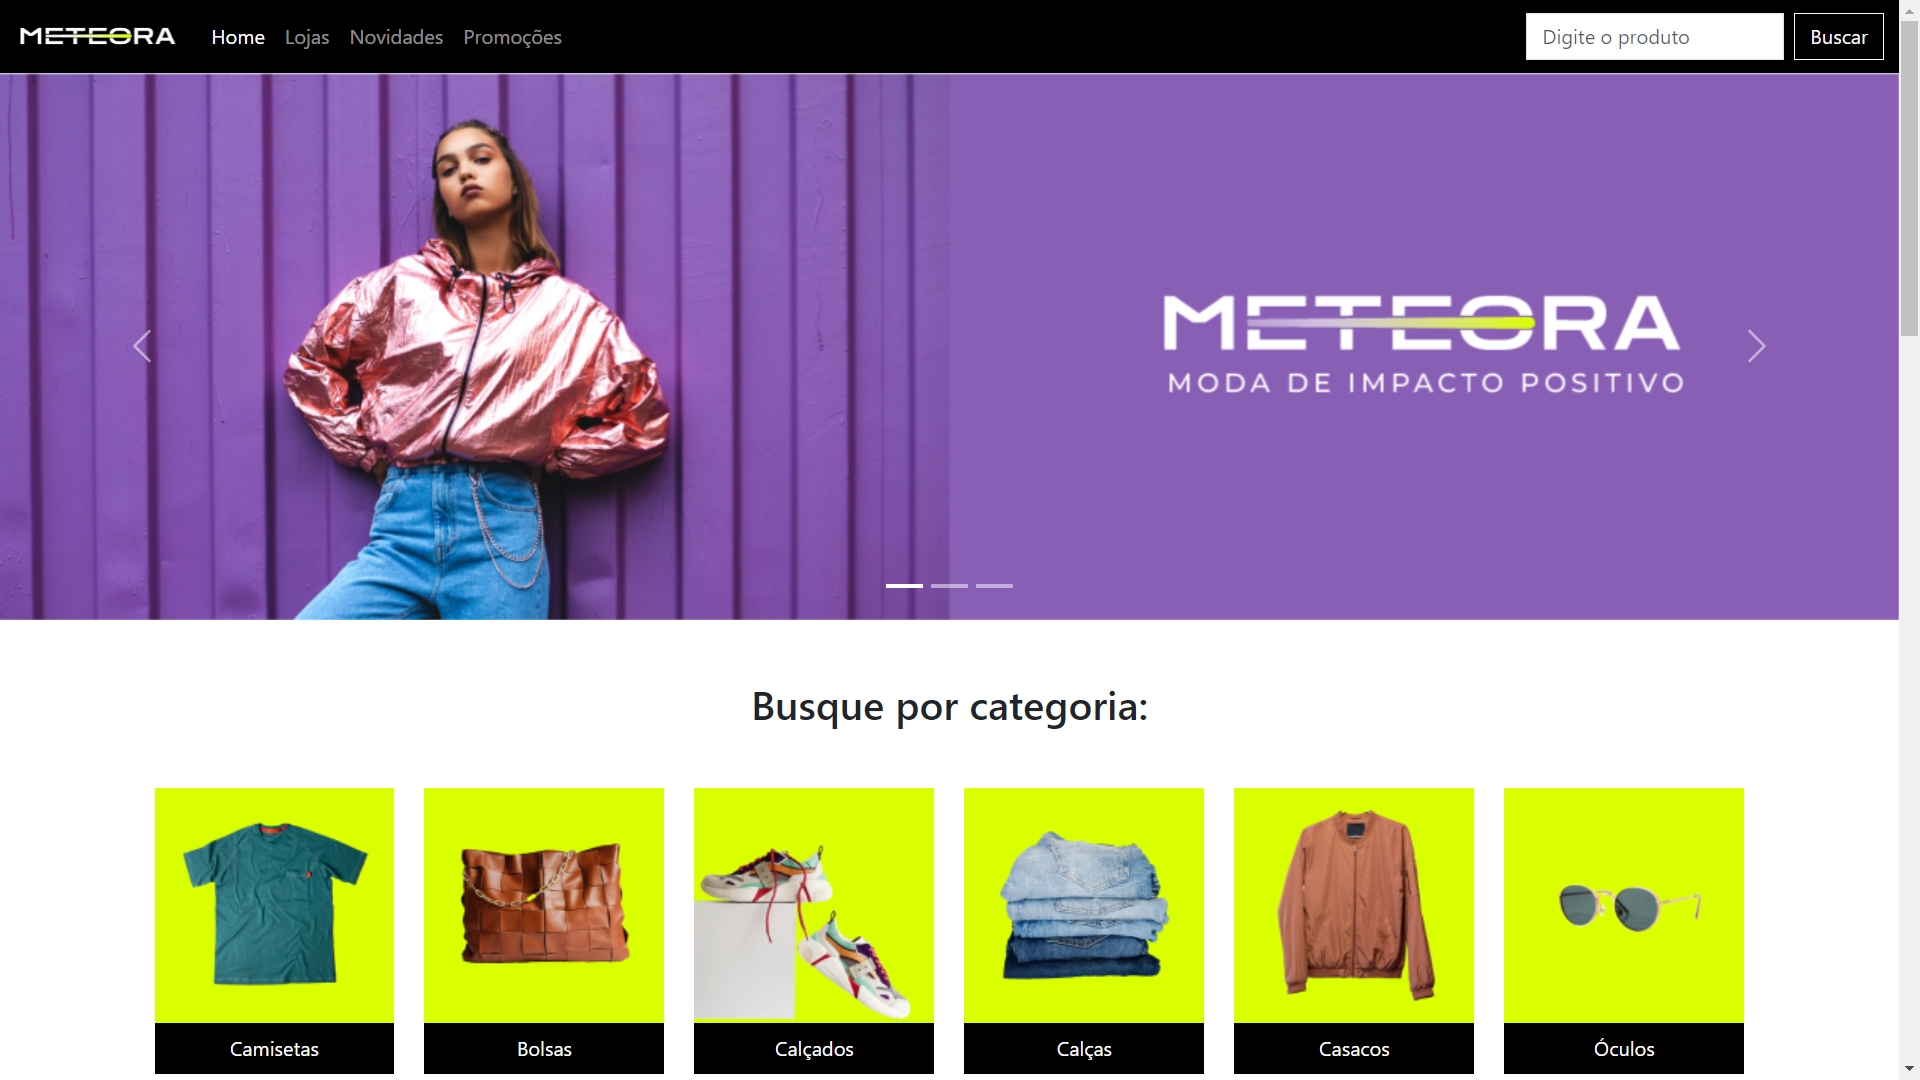 METEORA
Home
Lojas
Novidades
Promoções
Digite o produto
Buscar
METEORA
MODA DE IMPACTO POSITIVO
Busque por categoria:
Camisetas
Bolsas
Calçados
Calças
Casacos
Óculos